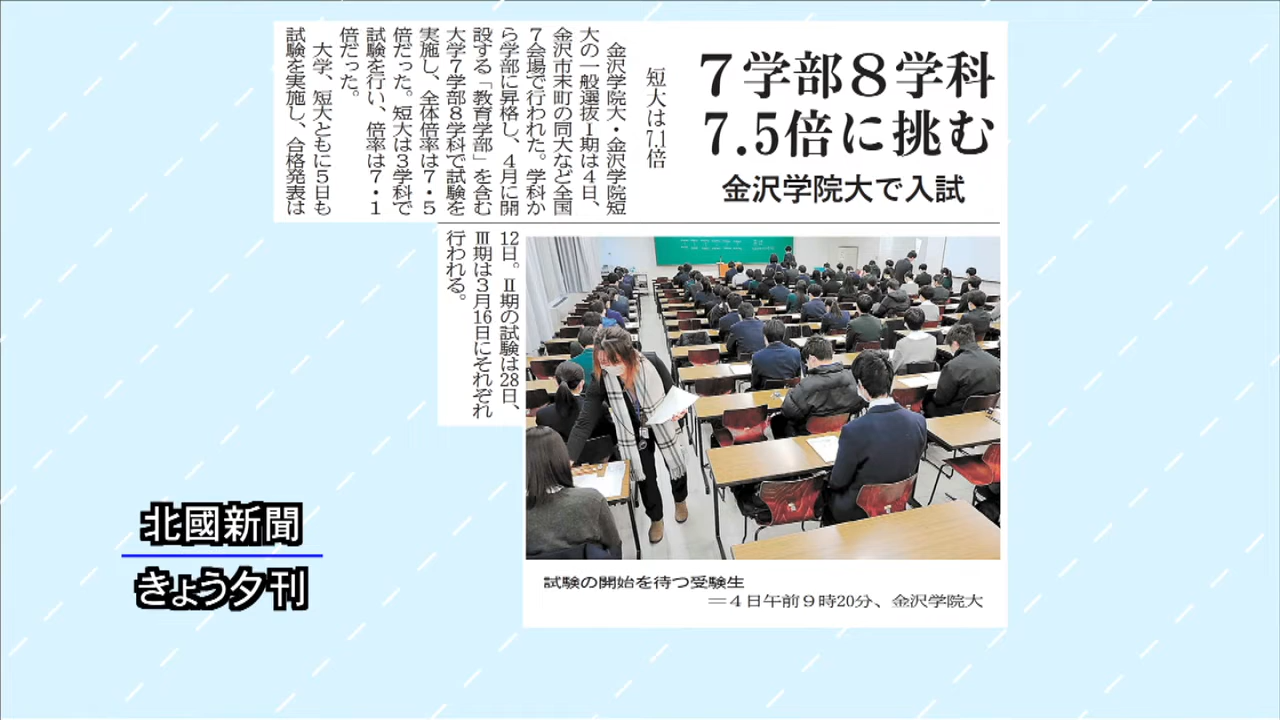 7学部8学科
7.5倍に挑む
金沢学院大で入試
短大は7.1倍
　金沢学院大・金沢学院短
大の一般選抜Ⅰ期は4日、
金沢市末町の同大など全国
7会場で行われた。学科か
ら学部に昇格し、4月に開
設する「教育学部」を含む
大学7学部8学科で試験を
実施し、全体倍率は7・5
倍だった。短大は3学科で
試験を行い、倍率は7・1
倍だった。
　大学、短大ともに5日も
試験を実施し、合格発表は
12日。Ⅱ期の試験は28日、
Ⅲ期は3月16日にそれぞれ
行われる。
試験の開始を待つ受験生
＝4日午前9時20分、金沢学院大
北國新聞
きょう夕刊